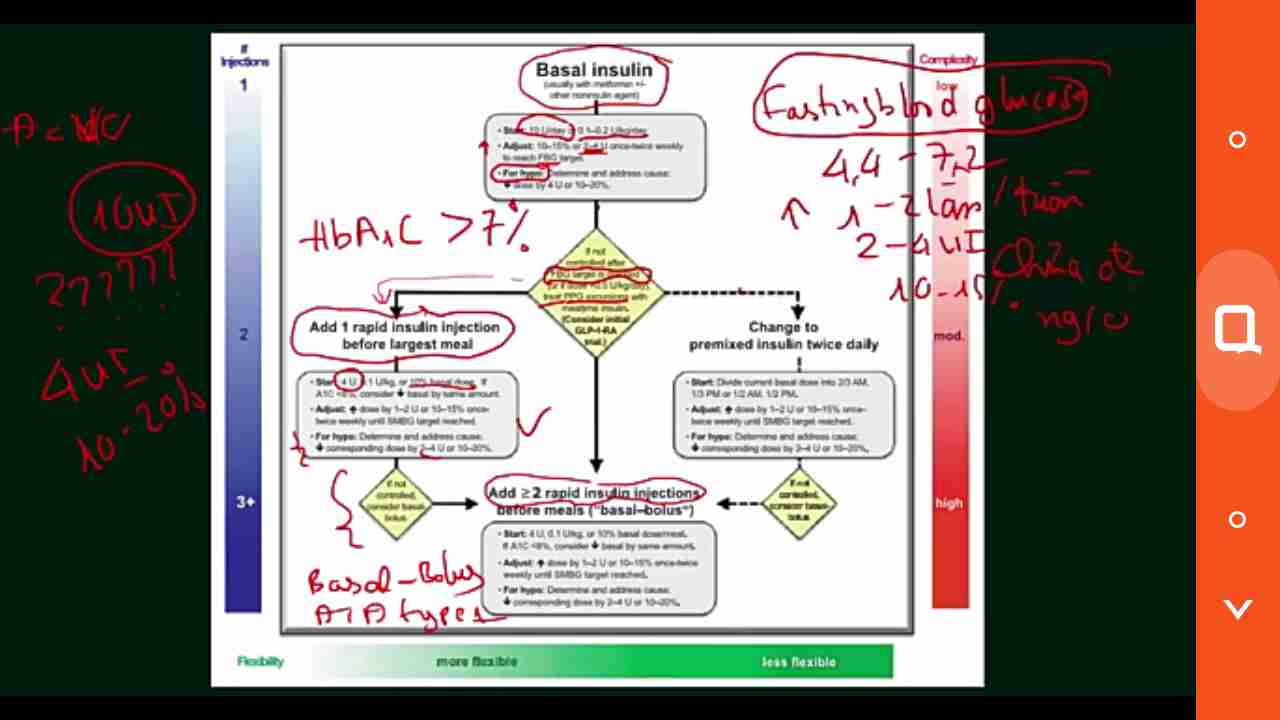 # Injections
1
2
3+
Complexity
low
mod.
high
Basal insulin
(usually with metformin +/-
other noninsulin agent)
• Start: 10 U/day or 0.1–0.2 U/kg/day
• Adjust: 10–15% or 2–4 U once-twice weekly
to reach FBG target.
• For hypo: Determine and address cause;
⬇ dose by 4 U or 10–20%.
Fasting blood glucose
4,4 - 7,2
↑ 1 - 2 lần / tuần
2 - 4 UI
10 - 15%
10UI
??????
4UI
10 - 20%
HbA1C > 7%
If not
controlled after
FBG target is reached
(or if dose >0.5 U/kg/day),
treat PPG excursions with
mealtime insulin.
(Consider initial
GLP-1-RA
trial.)
Add 1 rapid insulin injection
before largest meal
• Start: 4 U, 0.1 U/kg, or 10% basal dose. If
A1C <8%, consider ⬇ basal by same amount.
• Adjust: ⬆ dose by 1–2 U or 10–15% once-
twice weekly until SMBG target reached.
• For hypo: Determine and address cause;
⬇ corresponding dose by 2–4 U or 10–20%.
Change to
premixed insulin twice daily
• Start: Divide current basal dose into 2/3 AM,
1/3 PM or 1/2 AM, 1/2 PM.
• Adjust: ⬆ dose by 1–2 U or 10–15% once-
twice weekly until SMBG target reached.
• For hypo: Determine and address cause;
⬇ corresponding dose by 2–4 U or 10–20%.
If not
controlled,
consider basal-
bolus
If not
controlled,
consider basal-
bolus
Add ≥2 rapid insulin injections
before meals ("basal–bolus")
• Start: 4 U, 0.1 U/kg, or 10% basal dose/meal.
If A1C <8%, consider ⬇ basal by same amount.
• Adjust: ⬆ dose by 1–2 U or 10–15% once-twice
weekly until SMBG target reached.
• For hypo: Determine and address cause;
⬇ corresponding dose by 2–4 U or 10–20%.
Basal - Bolus
type 1
Flexibility
more flexible
less flexible